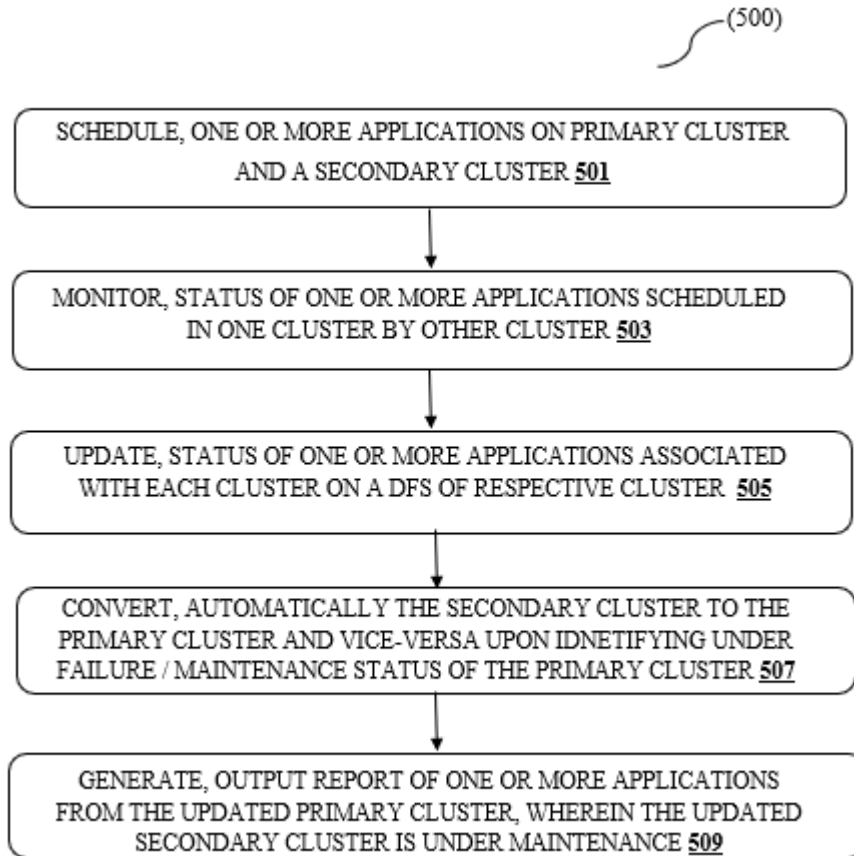 (500)
SCHEDULE, ONE OR MORE APPLICATIONS ON PRIMARY CLUSTER
AND A SECONDARY CLUSTER 501
MONITOR, STATUS OF ONE OR MORE APPLICATIONS SCHEDULED
IN ONE CLUSTER BY OTHER CLUSTER 503
UPDATE, STATUS OF ONE OR MORE APPLICATIONS ASSOCIATED
WITH EACH CLUSTER ON A DFS OF RESPECTIVE CLUSTER 505
CONVERT, AUTOMATICALLY THE SECONDARY CLUSTER TO THE
PRIMARY CLUSTER AND VICE-VERSA UPON IDNETIFYING UNDER
FAILURE / MAINTENANCE STATUS OF THE PRIMARY CLUSTER 507
GENERATE, OUTPUT REPORT OF ONE OR MORE APPLICATIONS
FROM THE UPDATED PRIMARY CLUSTER, WHEREIN THE UPDATED
SECONDARY CLUSTER IS UNDER MAINTENANCE 509